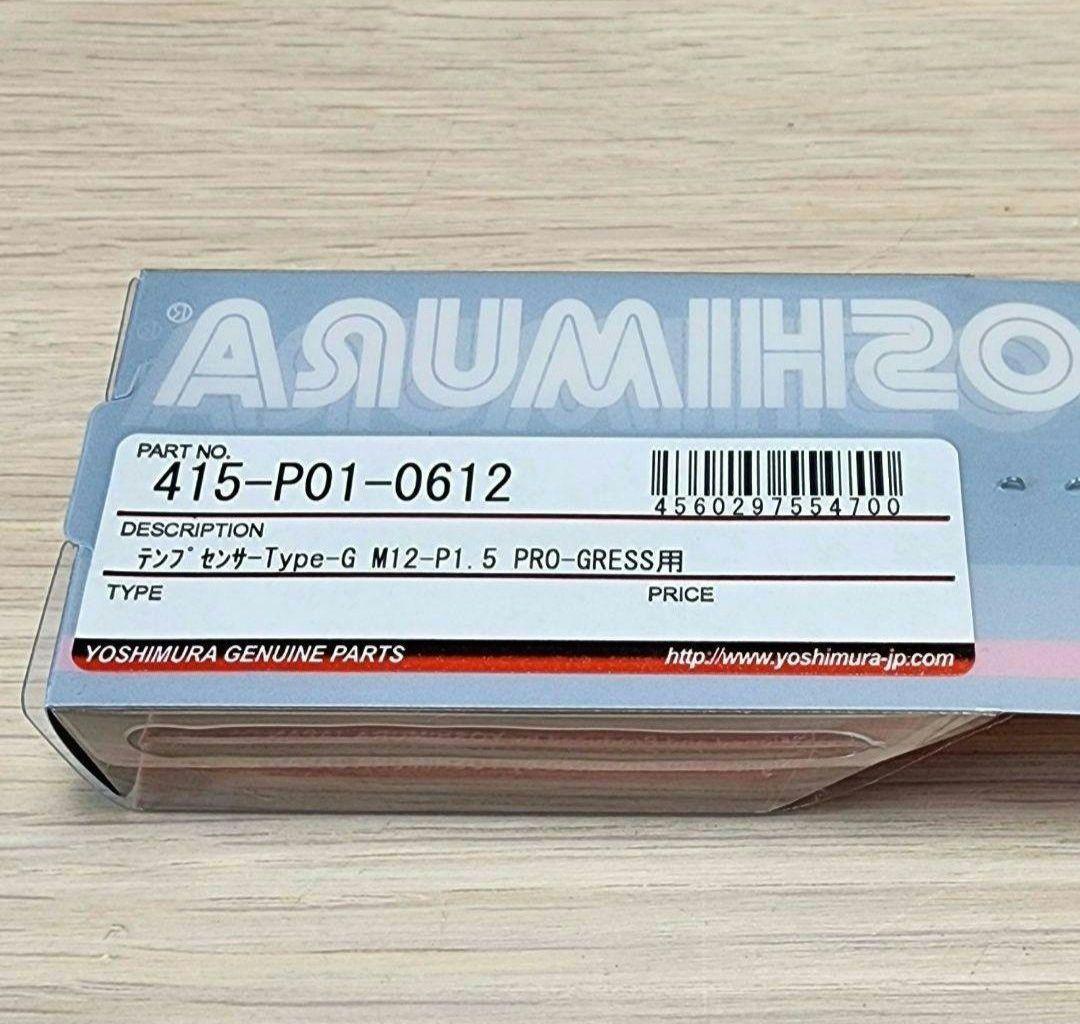 OSHIMURA®
PART NO.
415-P01-0612
4560297554700
DESCRIPTION
テンプセンサーType-G M12-P1.5 PRO-GRESS用
TYPE PRICE
YOSHIMURA GENUINE PARTS http://www.yoshimura-jp.com